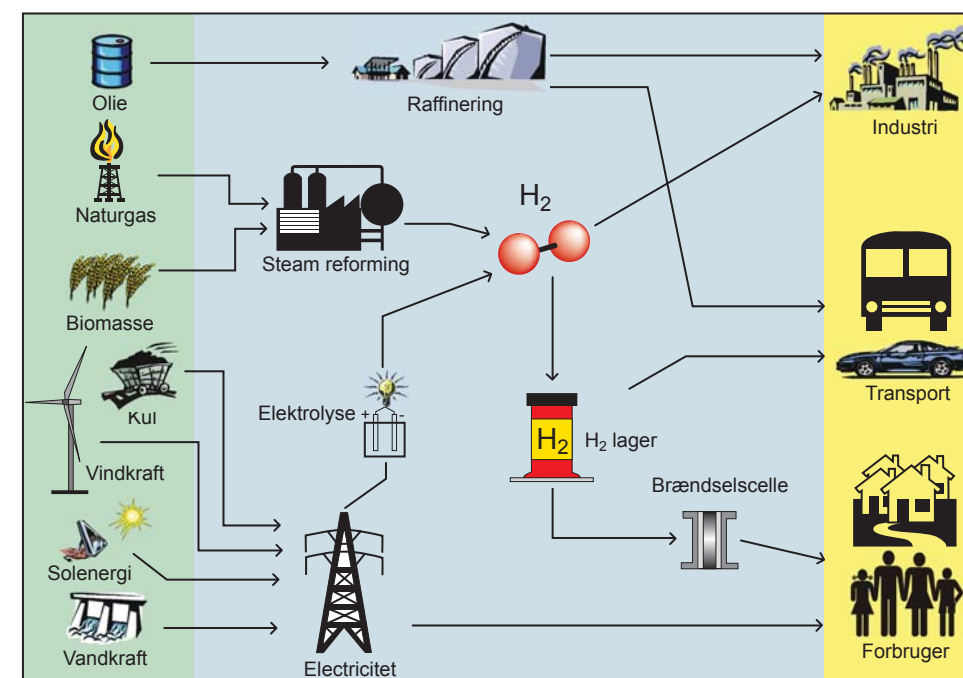 Olie
Raffinering
Industri
Naturgas
Steam reforming
H₂
Biomasse
Kul
Transport
Elektrolyse + -
H₂
H₂ lager
Vindkraft
Brændselscelle
Solenergi
Vandkraft
Electricitet
Forbruger